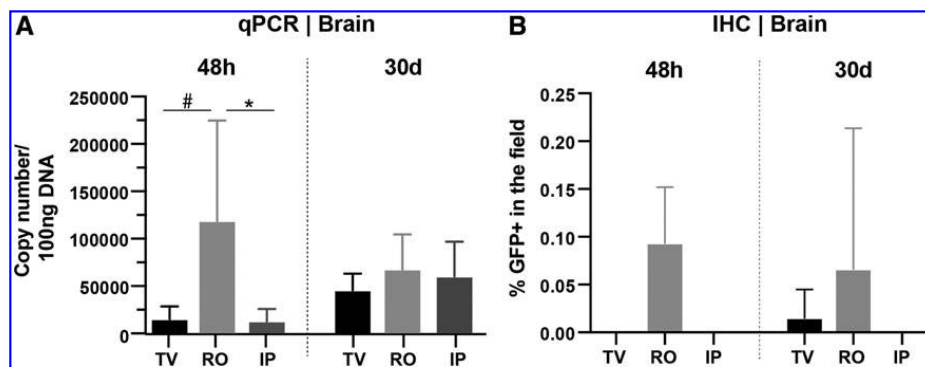 A qPCR | Brain
48h 30d
# *
Copy number/
100ng DNA
250000
200000
150000
100000
50000
0
TV RO IP TV RO IP
B IHC | Brain
48h 30d
% GFP+ in the field
0.25
0.20
0.15
0.10
0.05
0.00
TV RO IP TV RO IP